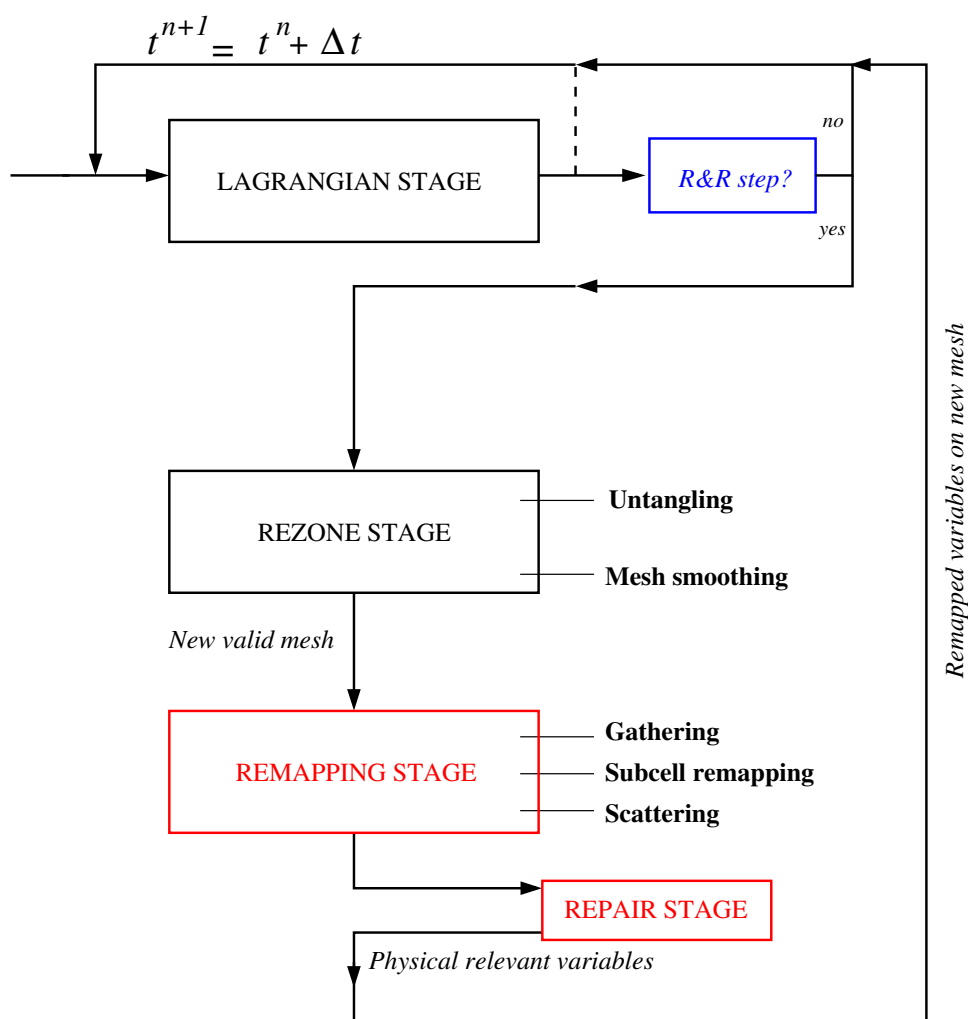 t^{n+1} = t^n + Δt
no
LAGRANGIAN STAGE
R&R step?
yes
Remapped variables on new mesh
Untangling
REZONE STAGE
Mesh smoothing
New valid mesh
Gathering
REMAPPING STAGE
Subcell remapping
Scattering
REPAIR STAGE
Physical relevant variables